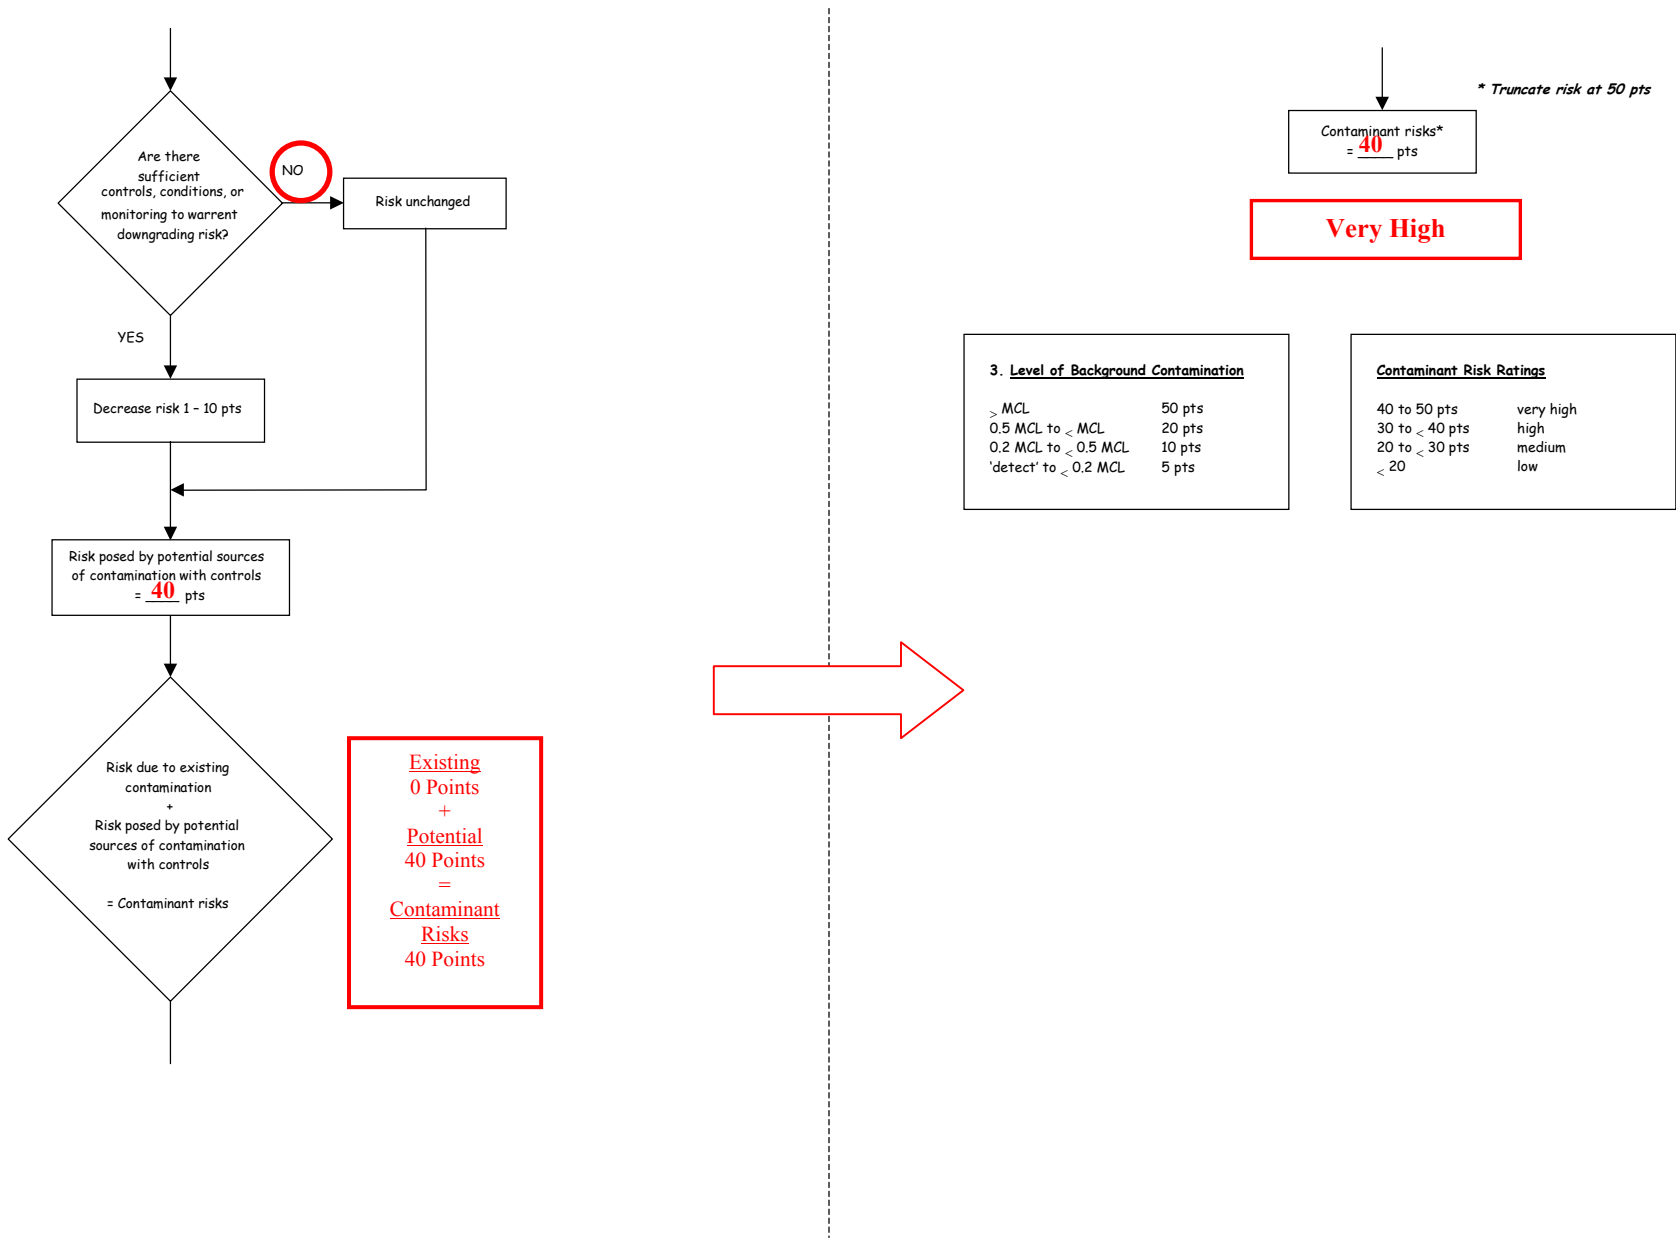 Are there
sufficient
controls, conditions, or
monitoring to warrent
downgrading risk?
NO
Risk unchanged
YES
Decrease risk 1 – 10 pts
Risk posed by potential sources
of contamination with controls
= 40 pts
Risk due to existing
contamination
+
Risk posed by potential
sources of contamination
with controls
= Contaminant risks
Existing
0 Points
+
Potential
40 Points
=
Contaminant
Risks
40 Points
* Truncate risk at 50 pts
Contaminant risks*
= 40 pts
Very High
3. Level of Background Contamination
> MCL 50 pts
0.5 MCL to < MCL 20 pts
0.2 MCL to < 0.5 MCL 10 pts
‘detect’ to < 0.2 MCL 5 pts
Contaminant Risk Ratings
40 to 50 pts very high
30 to < 40 pts high
20 to < 30 pts medium
< 20 low